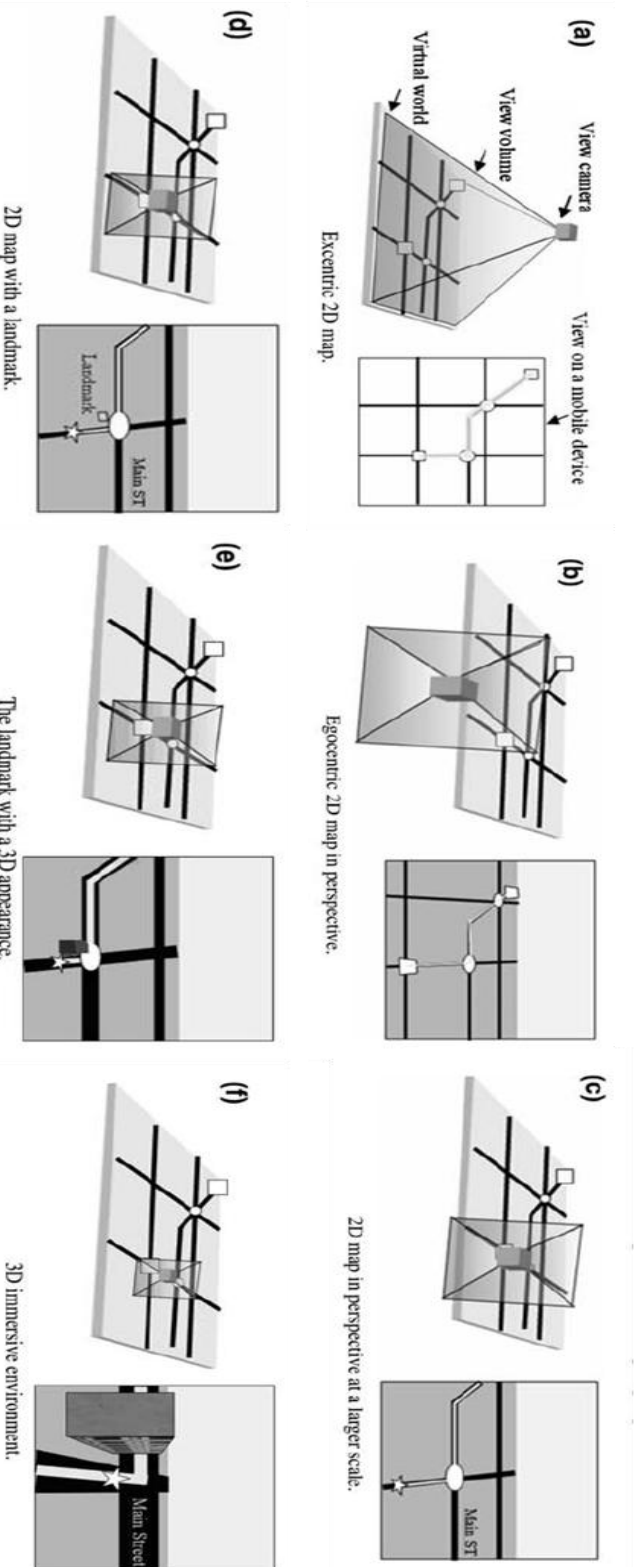 (a)
View camera
View volume
Virtual world
View on a mobile device
Excentric 2D map.
(b)
Egocentric 2D map in perspective.
(c)
Main ST
2D map in perspective at a larger scale.
(d)
Main ST
Landmark
2D map with a landmark.
(e)
The landmark with a 3D appearance.
(f)
Main Street
3D immersive environment.